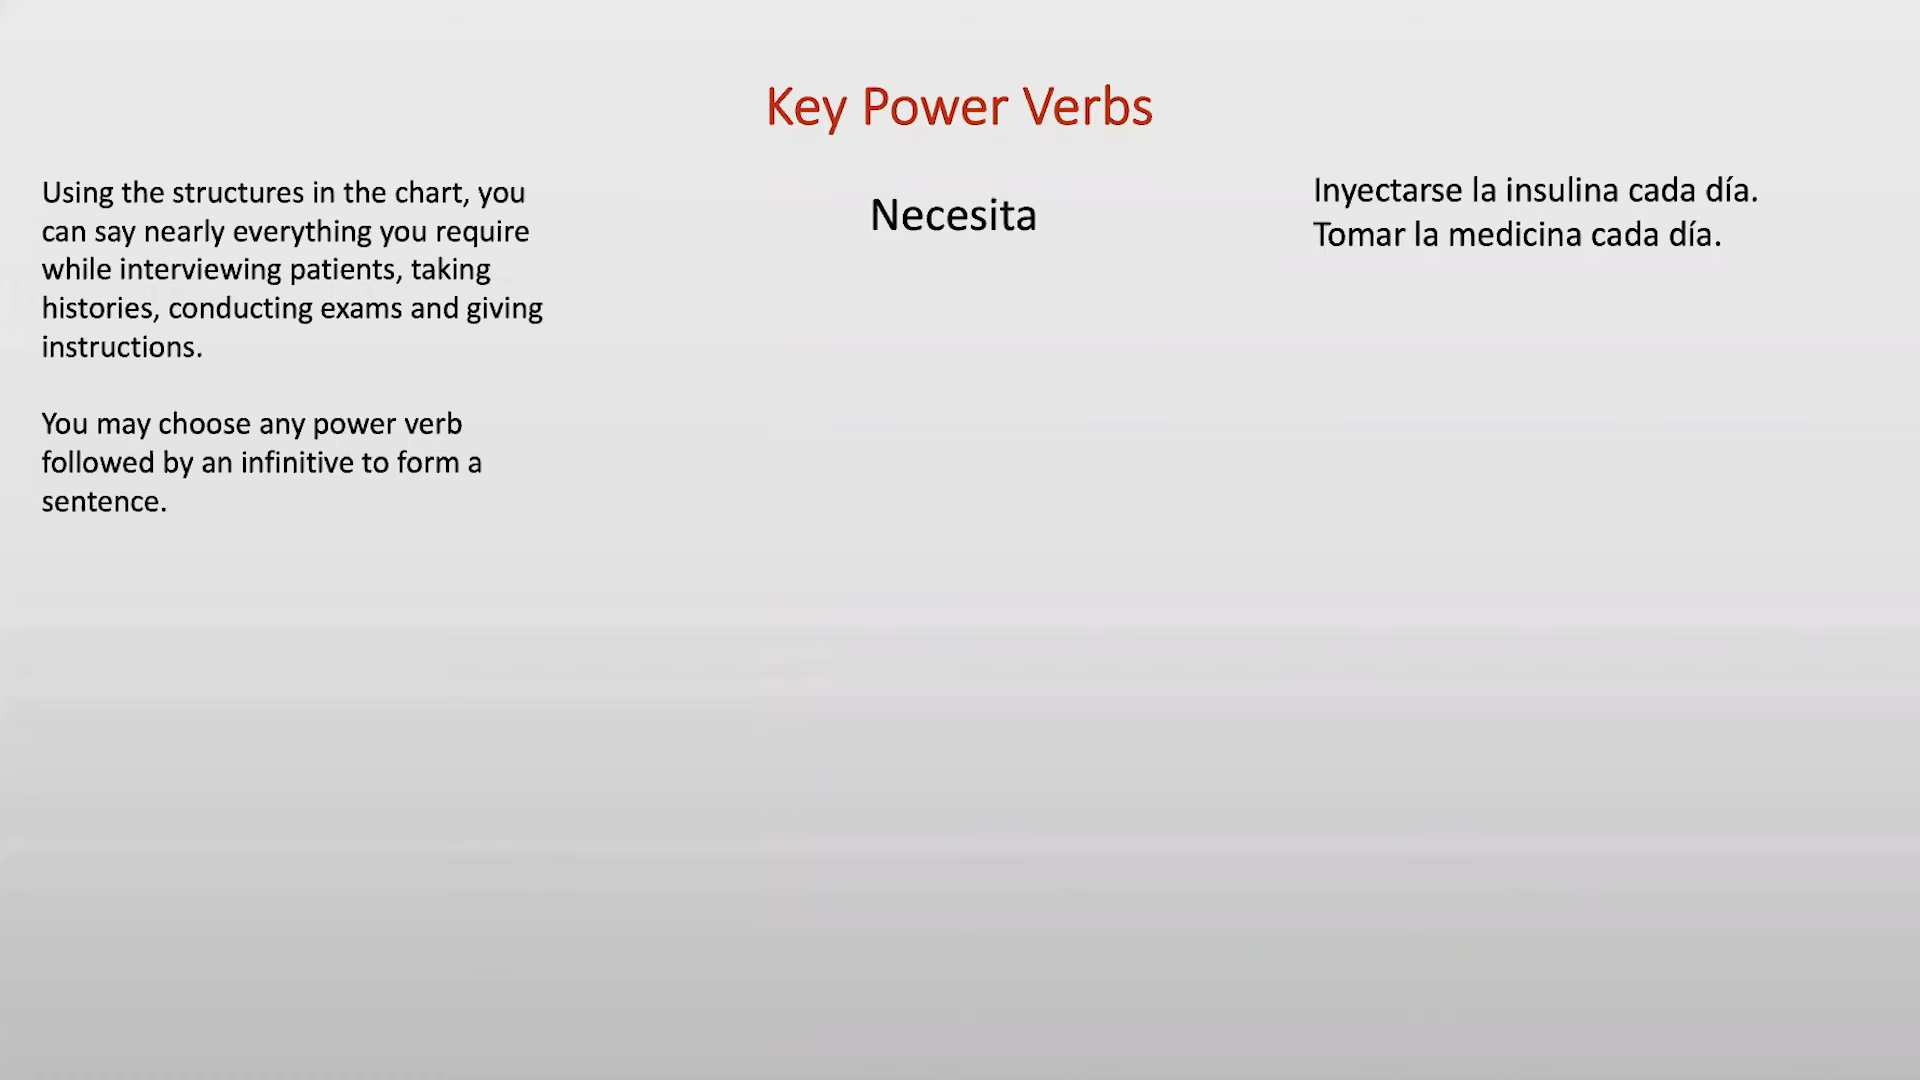 Key Power Verbs
Using the structures in the chart, you
can say nearly everything you require
while interviewing patients, taking
histories, conducting exams and giving
instructions.
You may choose any power verb
followed by an infinitive to form a
sentence.
Necesita
Inyectarse la insulina cada día.
Tomar la medicina cada día.